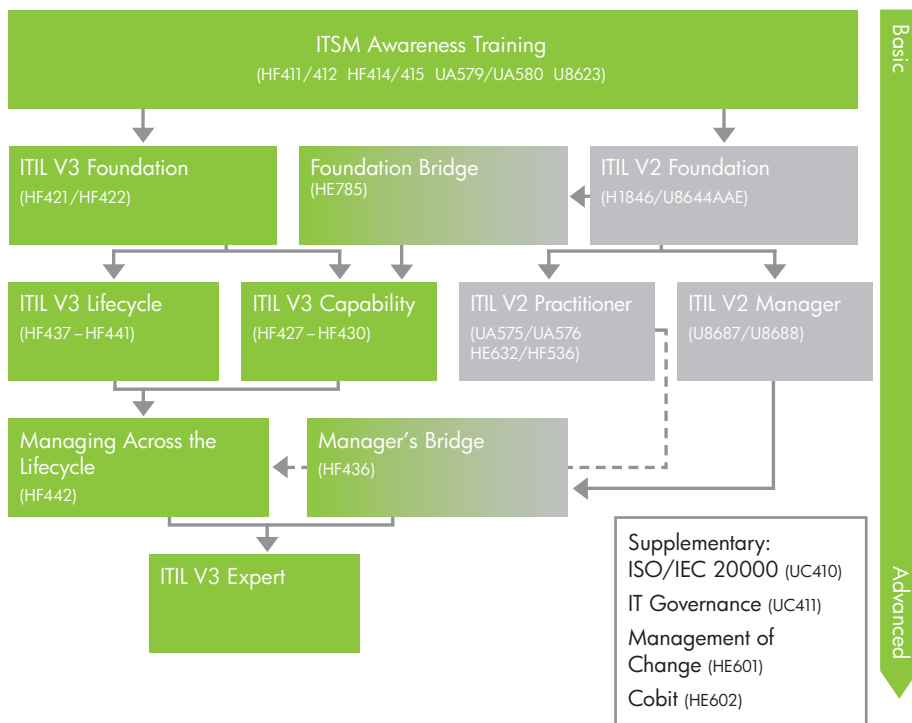 ITSM Awareness Training
(HF411/412 HF414/415 UA579/UA580 U8623)
Basic
ITIL V3 Foundation
(HF421/HF422)
Foundation Bridge
(HE785)
ITIL V2 Foundation
(H1846/U8644AAE)
ITIL V3 Lifecycle
(HF437–HF441)
ITIL V3 Capability
(HF427–HF430)
ITIL V2 Practitioner
(UA575/UA576
HE632/HF536)
ITIL V2 Manager
(U8687/U8688)
Managing Across the
Lifecycle
(HF442)
Manager's Bridge
(HF436)
ITIL V3 Expert
Supplementary:
ISO/IEC 20000 (UC410)
IT Governance (UC411)
Management of
Change (HE601)
Cobit (HE602)
Advanced